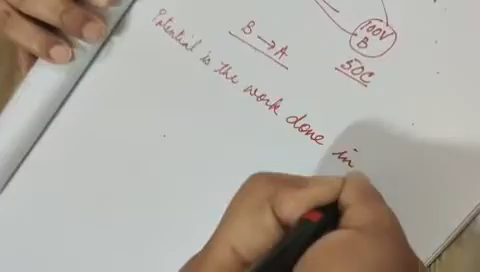 100V
B
50C
B → A
Potential is the work done in